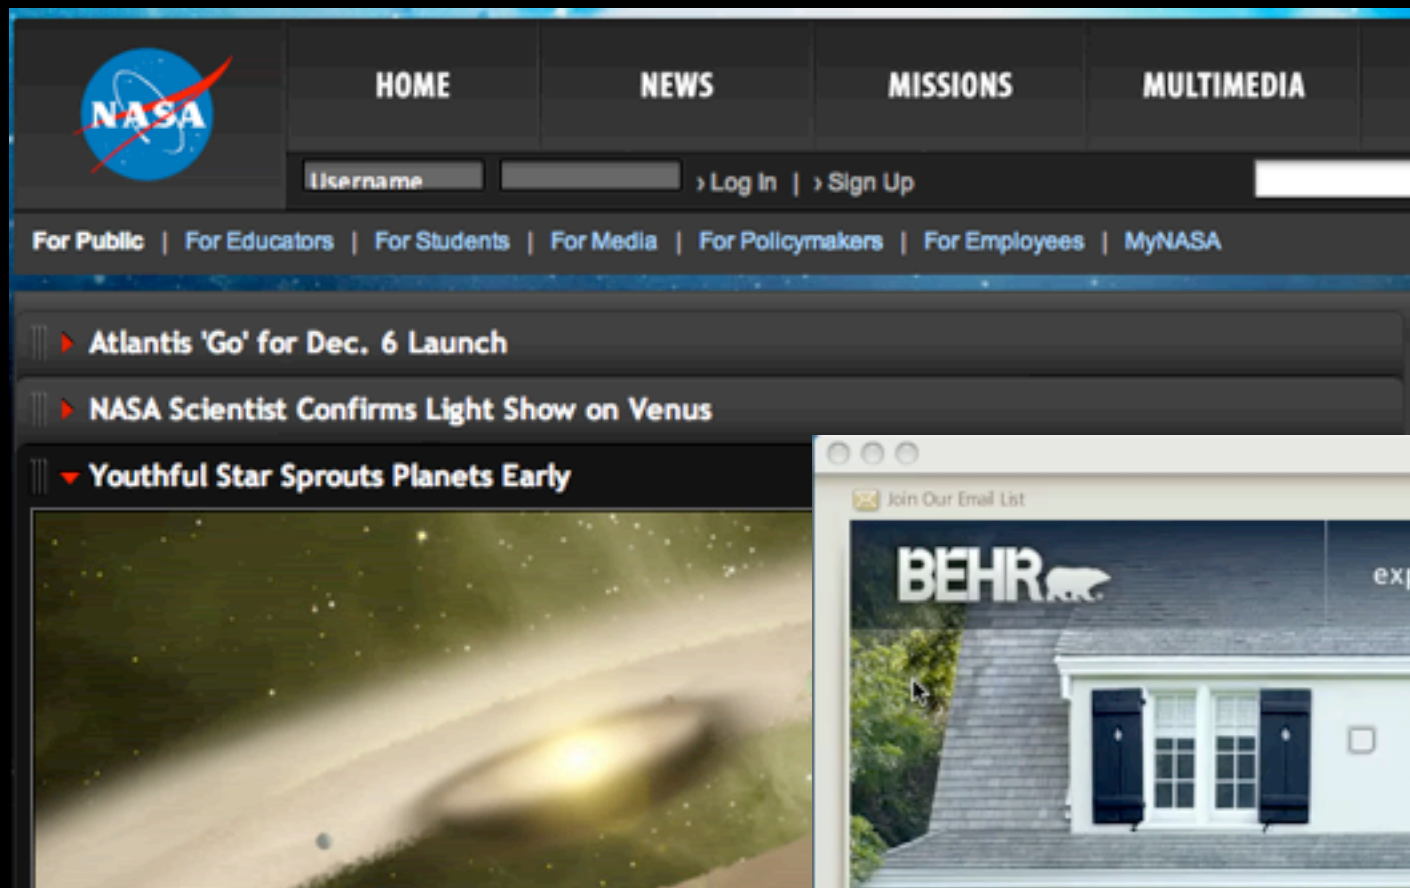 NASA
HOME NEWS MISSIONS MULTIMEDIA
Username › Log In | › Sign Up
For Public | For Educators | For Students | For Media | For Policymakers | For Employees | MyNASA
Atlantis 'Go' for Dec. 6 Launch
NASA Scientist Confirms Light Show on Venus
Youthful Star Sprouts Planets Early
Join Our Email List
BEHR